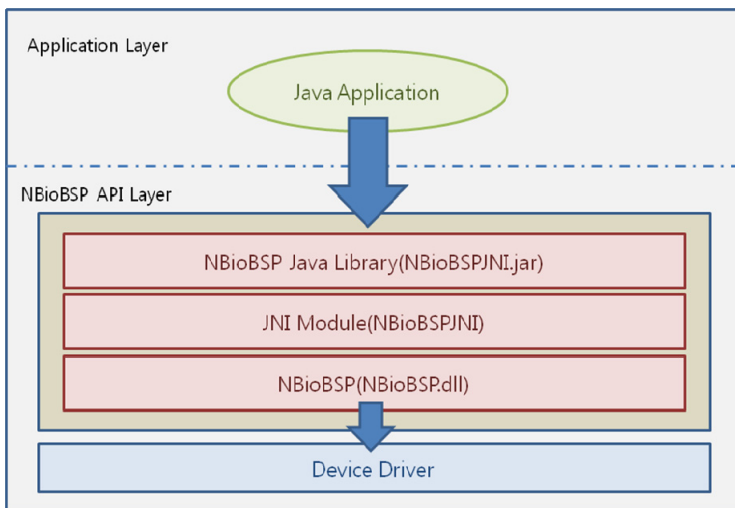 Application Layer
Java Application
NBioBSP API Layer
NBioBSP Java Library(NBioBSPJNI.jar)
JNI Module(NBioBSPJNI)
NBioBSP(NBioBSP.dll)
Device Driver